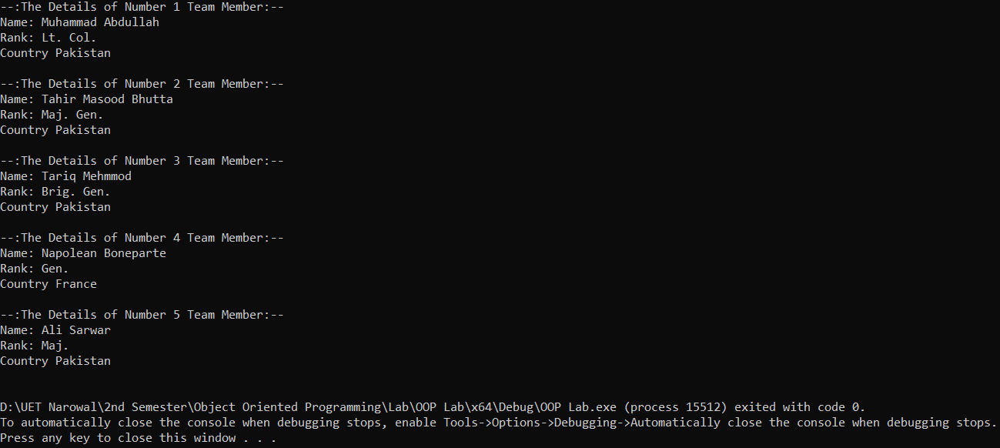 --:The Details of Number 1 Team Member:--
Name: Muhammad Abdullah
Rank: Lt. Col.
Country Pakistan
--:The Details of Number 2 Team Member:--
Name: Tahir Masood Bhutta
Rank: Maj. Gen.
Country Pakistan
--:The Details of Number 3 Team Member:--
Name: Tariq Mehmmod
Rank: Brig. Gen.
Country Pakistan
--:The Details of Number 4 Team Member:--
Name: Napolean Boneparte
Rank: Gen.
Country France
--:The Details of Number 5 Team Member:--
Name: Ali Sarwar
Rank: Maj.
Country Pakistan
D:\UET Narowal\2nd Semester\Object Oriented Programming\Lab\OOP Lab\x64\Debug\OOP Lab.exe (process 15512) exited with code 0.
To automatically close the console when debugging stops, enable Tools->Options->Debugging->Automatically close the console when debugging stops.
Press any key to close this window . . .